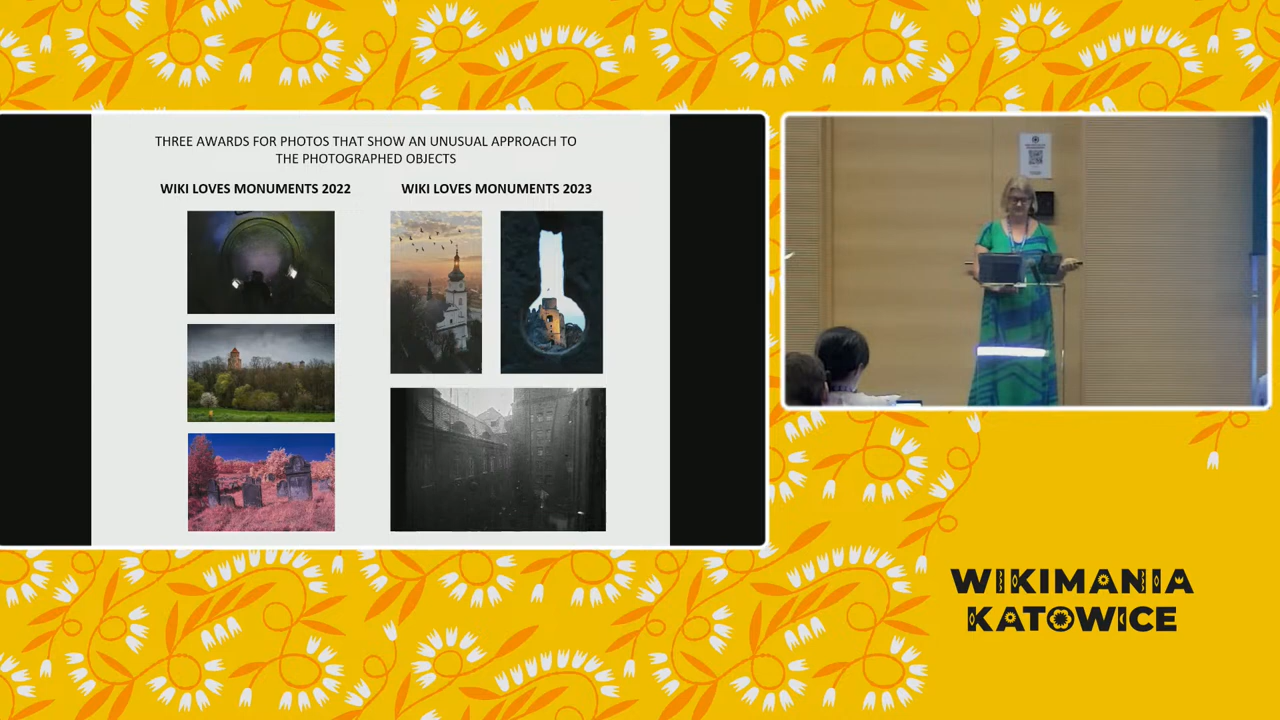 THREE AWARDS FOR PHOTOS THAT SHOW AN UNUSUAL APPROACH TO
THE PHOTOGRAPHED OBJECTS
WIKI LOVES MONUMENTS 2022
WIKI LOVES MONUMENTS 2023
WIKIMANIA
KATOWICE